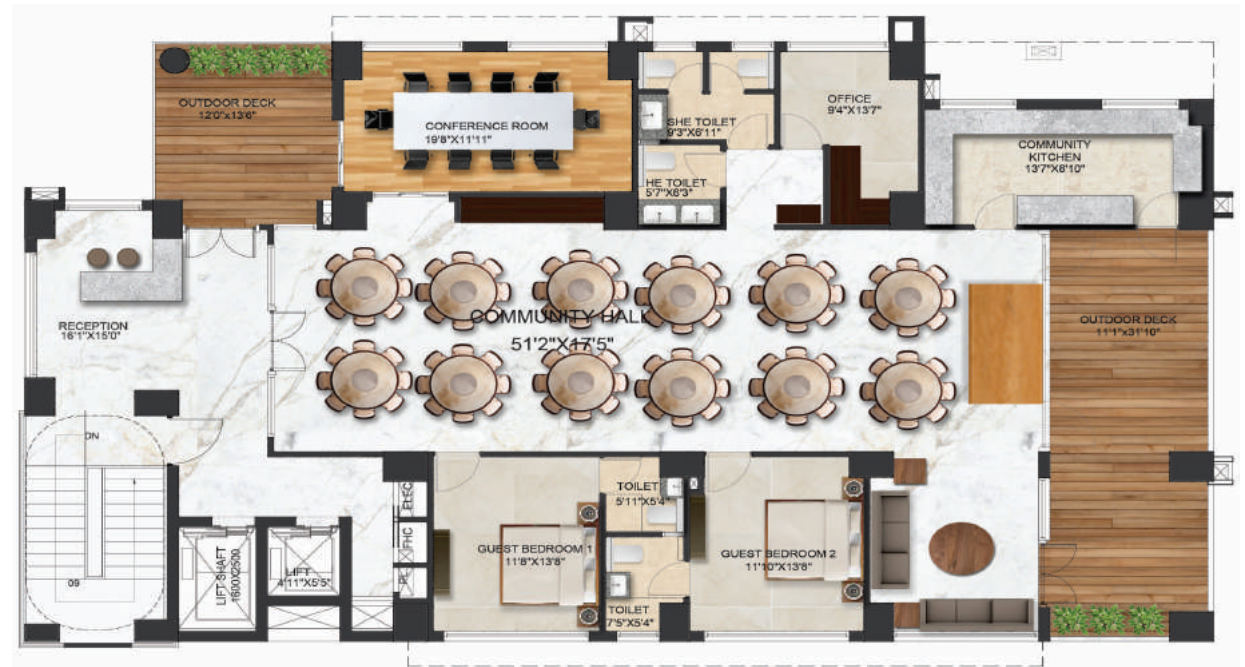 OUTDOOR DECK
12'0"x13'6"
CONFERENCE ROOM
19'8"X11'11"
SHE TOILET
9'3"X6'11"
OFFICE
9'4"X13'7"
COMMUNITY
KITCHEN
13'7"X8'10"
HE TOILET
5'7"X6'3"
RECEPTION
16'1"X15'0"
COMMUNITY HALL
51'2"X17'5"
OUTDOOR DECK
11'1"x31'10"
DN
09
LIFT SHAFT
1600X2500
LIFT
4'11"X5'5"
ELEC
FHC
GUEST BEDROOM 1
11'8"X13'8"
TOILET
5'11"X5'4"
TOILET
7'5"X5'4"
GUEST BEDROOM 2
11'10"X13'8"